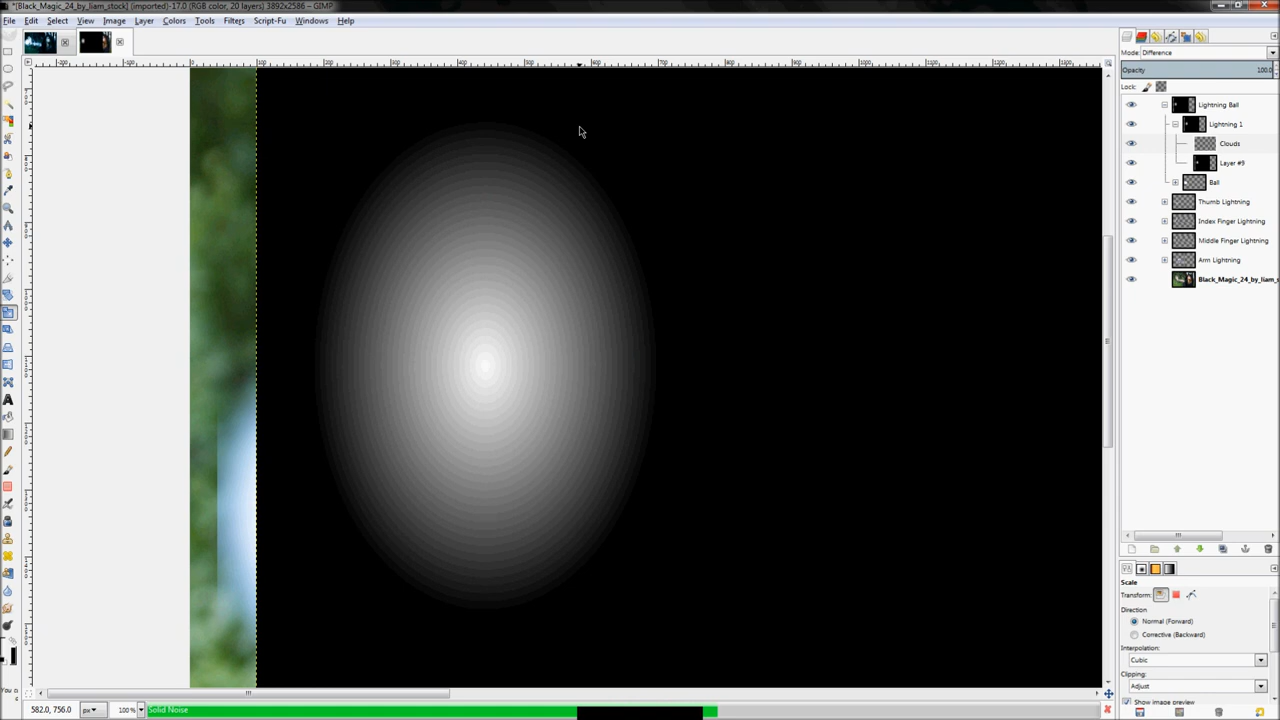 *[Black_Magic_24_by_liam_stock] (imported)-17.0 (RGB color, 20 layers) 3892x2586 – GIMP
File Edit Select View Image Layer Colors Tools Filters Script-Fu Windows Help
Mode: Difference
Opacity 100.0
Lock:
Lightning Ball
Lightning 1
Clouds
Layer #9
Ball
Thumb Lightning
Index Finger Lightning
Middle Finger Lightning
Arm Lightning
Black_Magic_24_by_liam_s
Scale
Transform:
Direction
Normal (Forward)
Corrective (Backward)
Interpolation:
Cubic
Clipping:
Adjust
Show image preview
You c
582.0, 756.0 px 100% Solid Noise